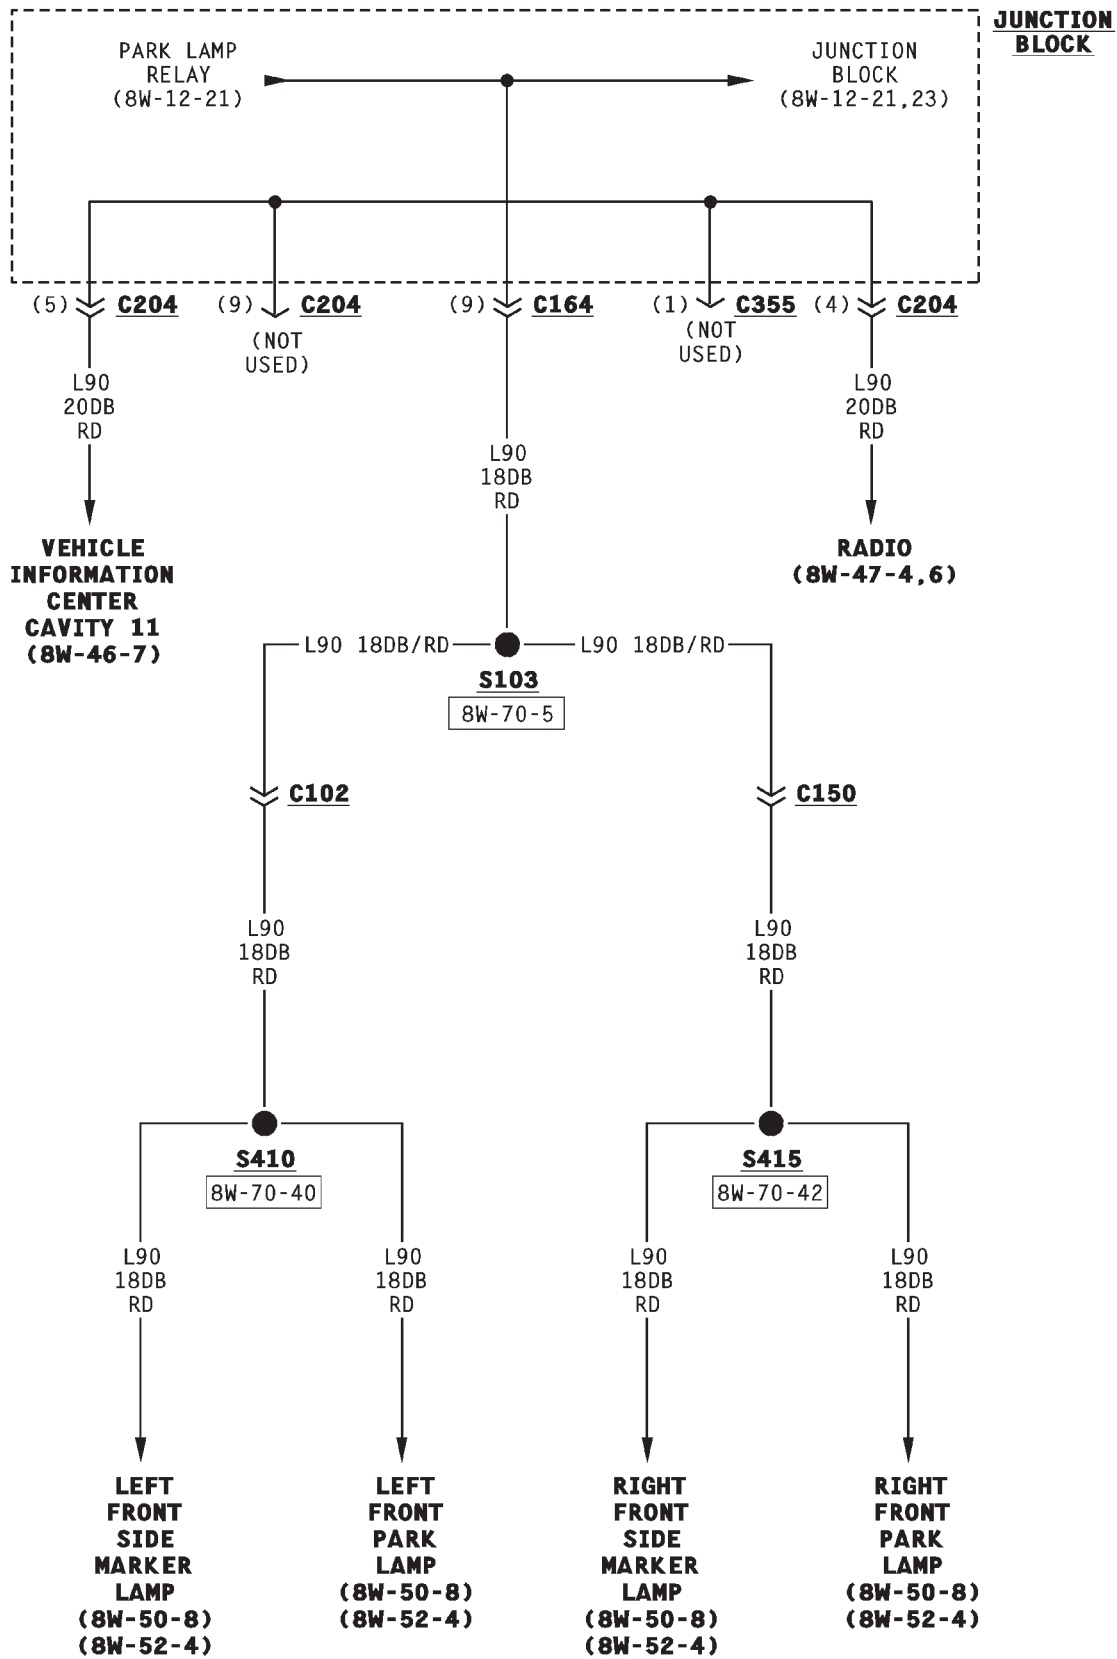 JUNCTION
BLOCK
PARK LAMP
RELAY
(8W-12-21)
JUNCTION
BLOCK
(8W-12-21,23)
(5) C204
(9) C204
(NOT
USED)
(9) C164
(1) C355
(NOT
USED)
(4) C204
L90
20DB
RD
L90
18DB
RD
L90
20DB
RD
VEHICLE
INFORMATION
CENTER
CAVITY 11
(8W-46-7)
RADIO
(8W-47-4,6)
L90 18DB/RD
L90 18DB/RD
S103
8W-70-5
C102
C150
L90
18DB
RD
L90
18DB
RD
S410
8W-70-40
S415
8W-70-42
L90
18DB
RD
L90
18DB
RD
L90
18DB
RD
L90
18DB
RD
LEFT
FRONT
SIDE
MARKER
LAMP
(8W-50-8)
(8W-52-4)
LEFT
FRONT
PARK
LAMP
(8W-50-8)
(8W-52-4)
RIGHT
FRONT
SIDE
MARKER
LAMP
(8W-50-8)
(8W-52-4)
RIGHT
FRONT
PARK
LAMP
(8W-50-8)
(8W-52-4)